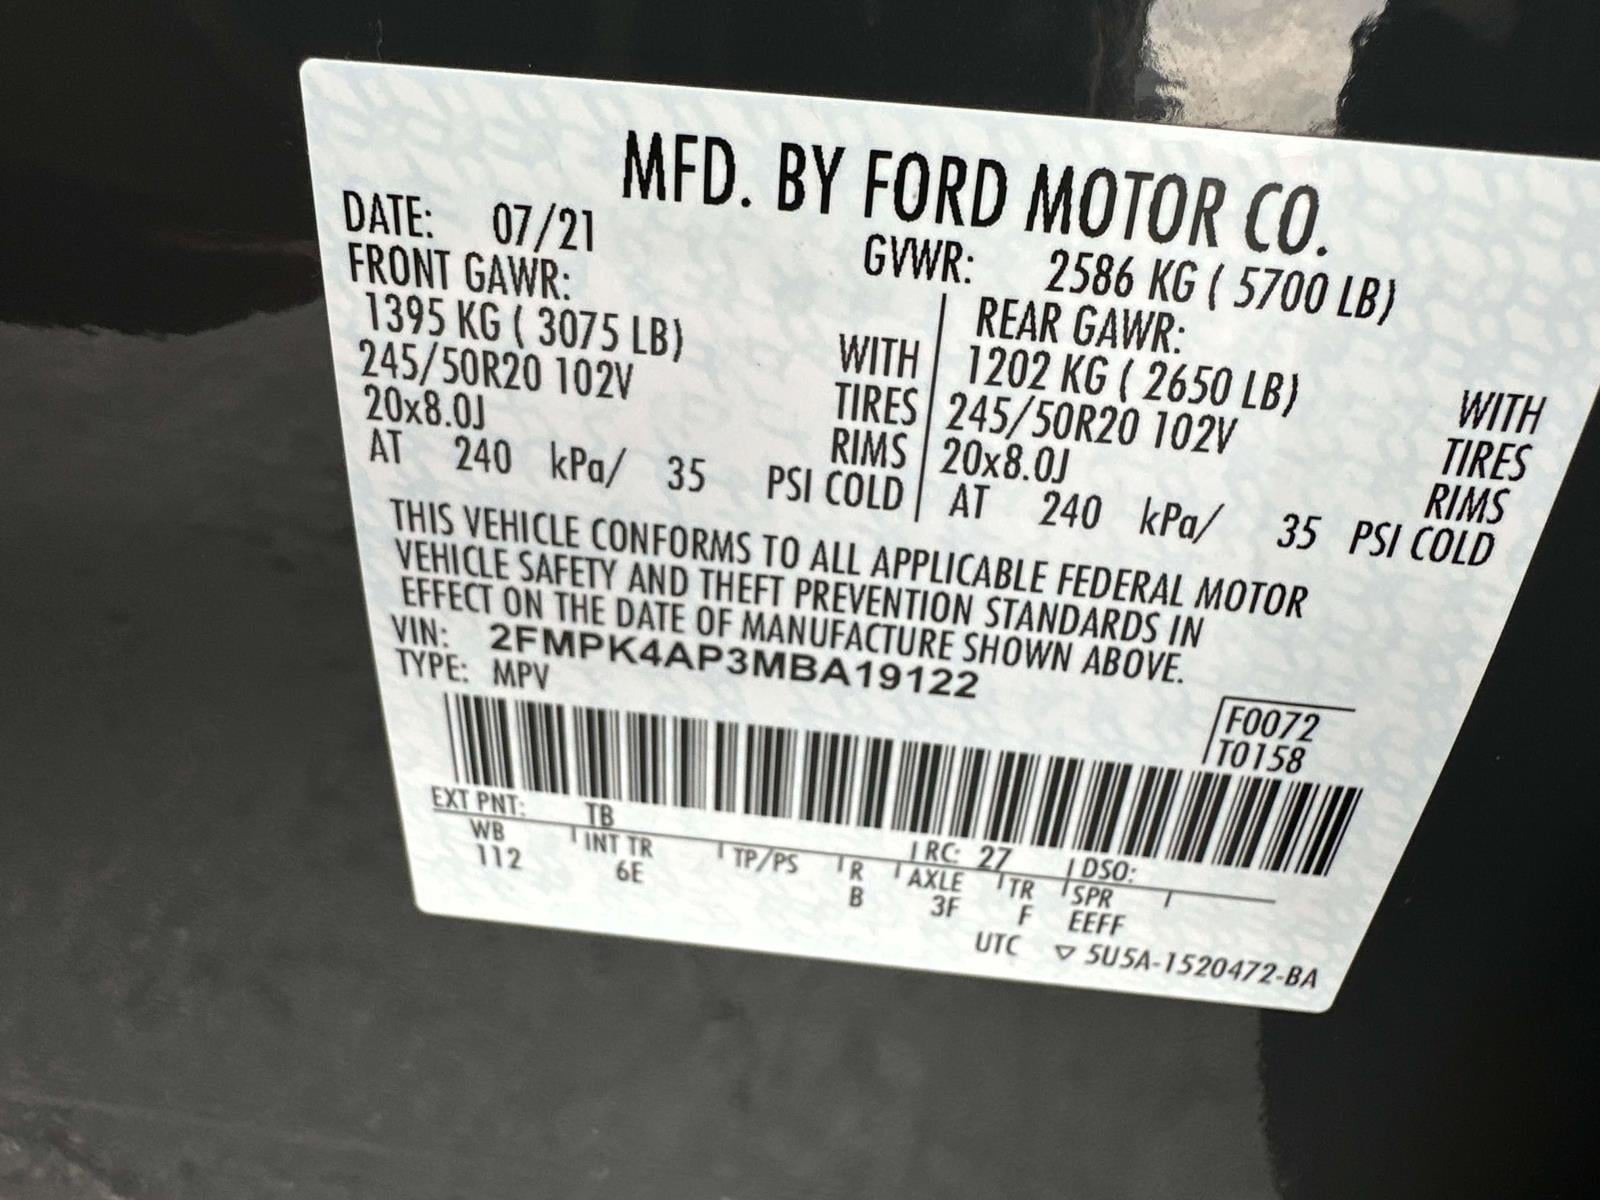 MFD. BY FORD MOTOR CO.
DATE: 07/21 GVWR: 2586 KG ( 5700 LB)
FRONT GAWR: REAR GAWR:
1395 KG ( 3075 LB) WITH 1202 KG ( 2650 LB) WITH
245/50R20 102V TIRES 245/50R20 102V TIRES
20x8.0J RIMS 20x8.0J RIMS
AT 240 kPa/ 35 PSI COLD AT 240 kPa/ 35 PSI COLD
THIS VEHICLE CONFORMS TO ALL APPLICABLE FEDERAL MOTOR
VEHICLE SAFETY AND THEFT PREVENTION STANDARDS IN
EFFECT ON THE DATE OF MANUFACTURE SHOWN ABOVE.
VIN: 2FMPK4AP3MBA19122
TYPE: MPV
F0072
T0158
EXT PNT: TB RC: 27 DSO:
WB INT TR TP/PS R AXLE TR SPR
112 6E B 3F F EEFF
UTC ▽ 5U5A-1520472-BA